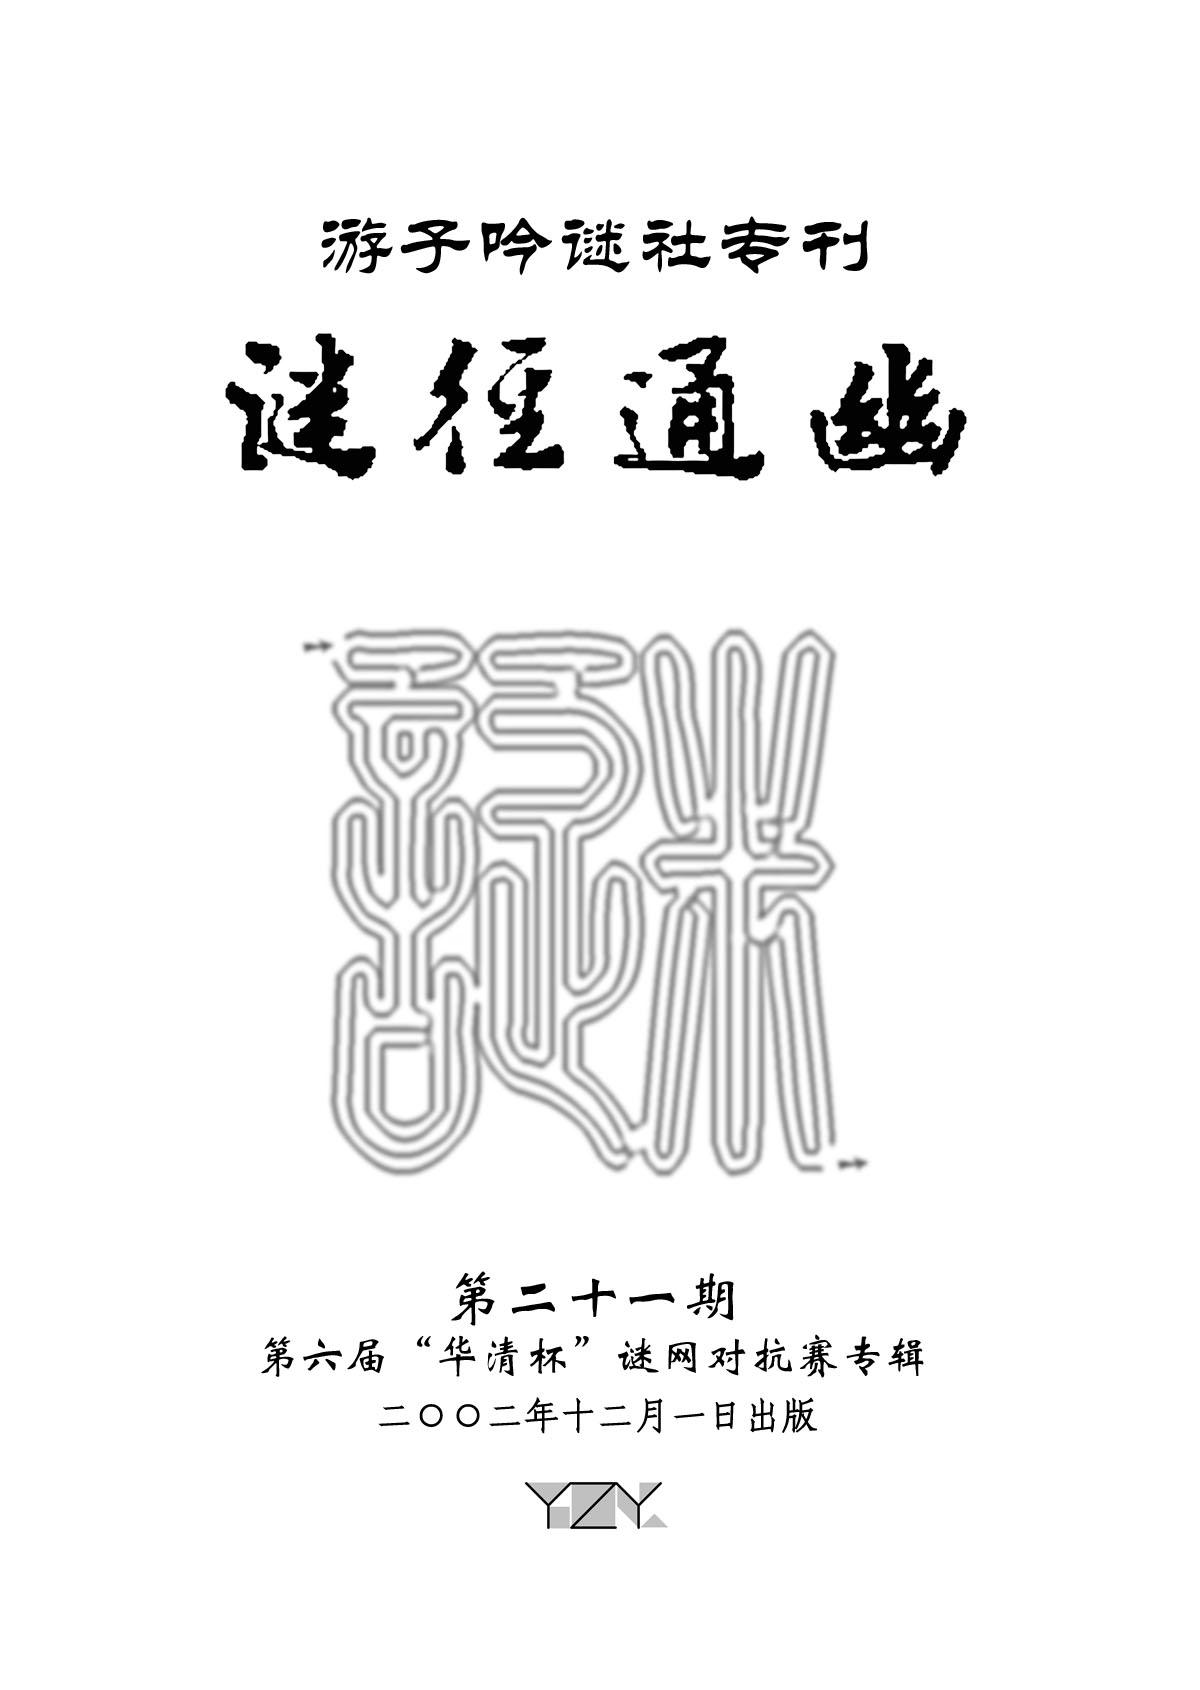 游子吟谜社专刊
谜径通幽
謎
第二十一期
第六届“华清杯”谜网对抗赛专辑
二〇〇二年十二月一日出版
YZY